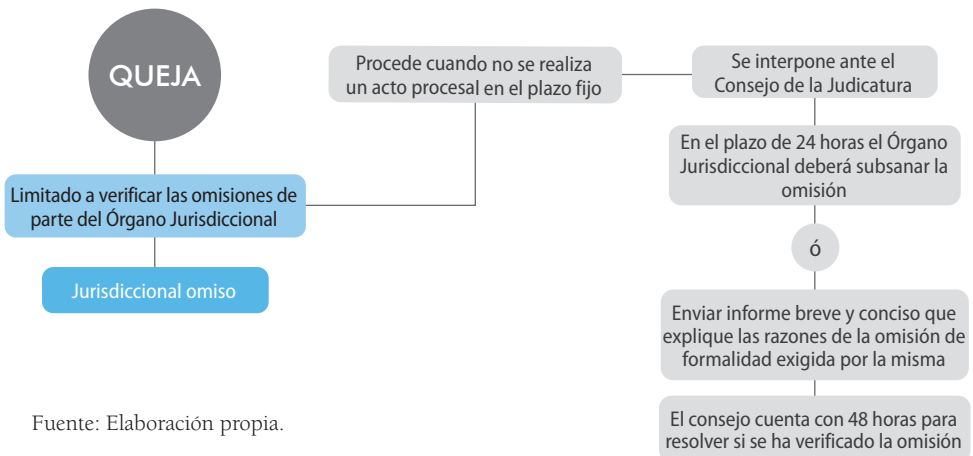 QUEJA
Limitado a verificar las omisiones de
parte del Órgano Jurisdiccional
Jurisdiccional omiso
Procede cuando no se realiza
un acto procesal en el plazo fijo
Se interpone ante el
Consejo de la Judicatura
En el plazo de 24 horas el Órgano
Jurisdiccional deberá subsanar la
omisión
ó
Enviar informe breve y conciso que
explique las razones de la omisión de
formalidad exigida por la misma
El consejo cuenta con 48 horas para
resolver si se ha verificado la omisión
Fuente: Elaboración propia.